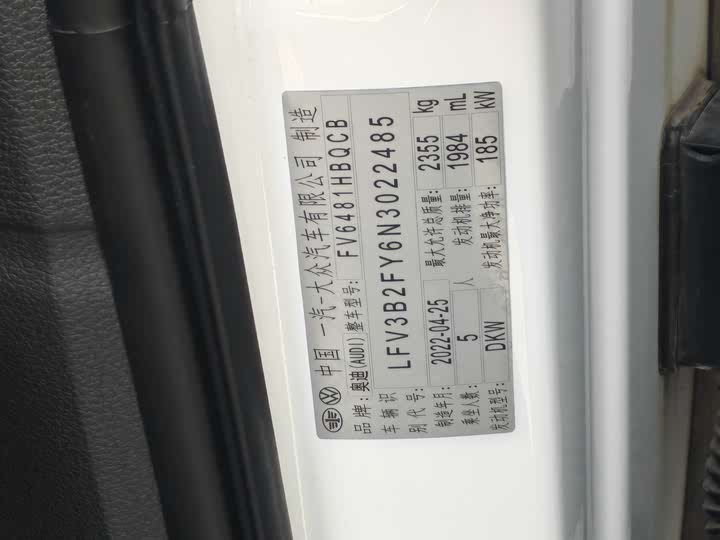 中国 一汽-大众汽车有限公司 制造
品牌: 奥迪(AUDI) 整车型号: FV6481HBQCB
车辆识别代号: LFV3B2FY6N3022485
制造年月: 2022-04-25 最大允许总质量: 2355 kg
乘坐人数: 5 人 发动机排量: 1984 mL
发动机型号: DKW 发动机最大净功率: 185 kW